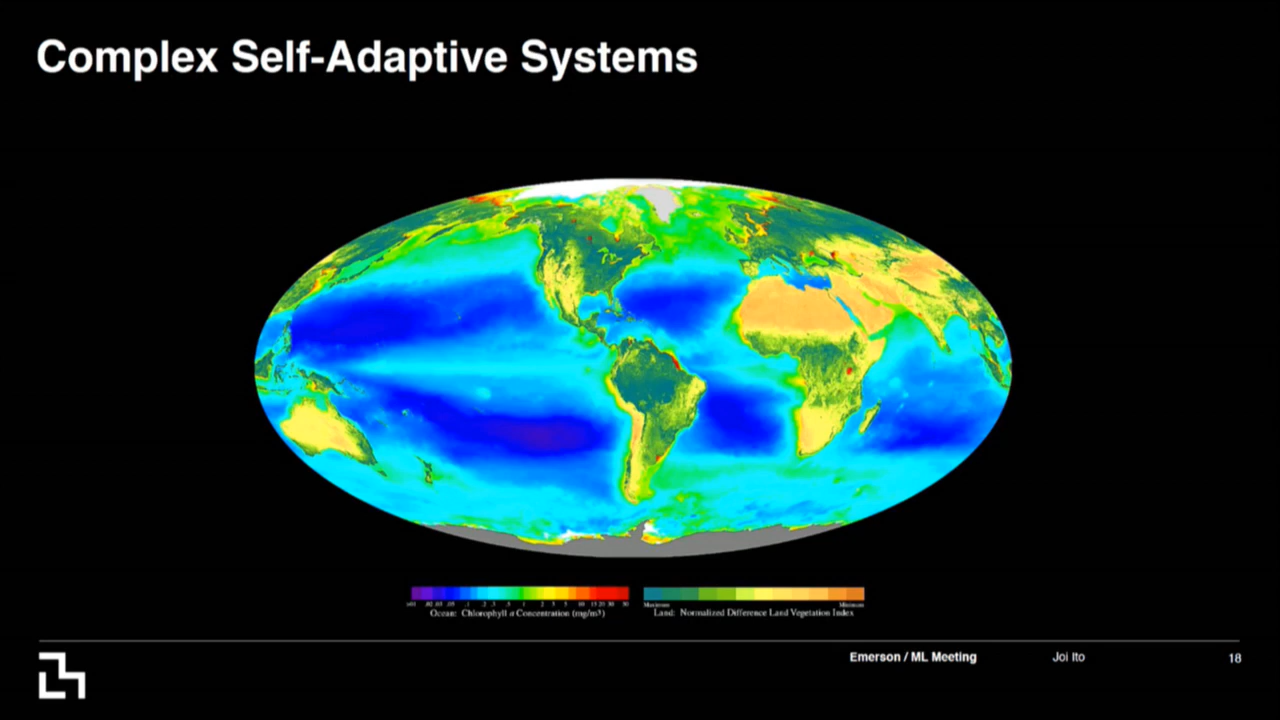 Complex Self-Adaptive Systems
Ocean: Chlorophyll a Concentration (mg/m³)
Maximum Minimum
Land: Normalized Difference Land Vegetation Index
Emerson / ML Meeting Joi Ito 18